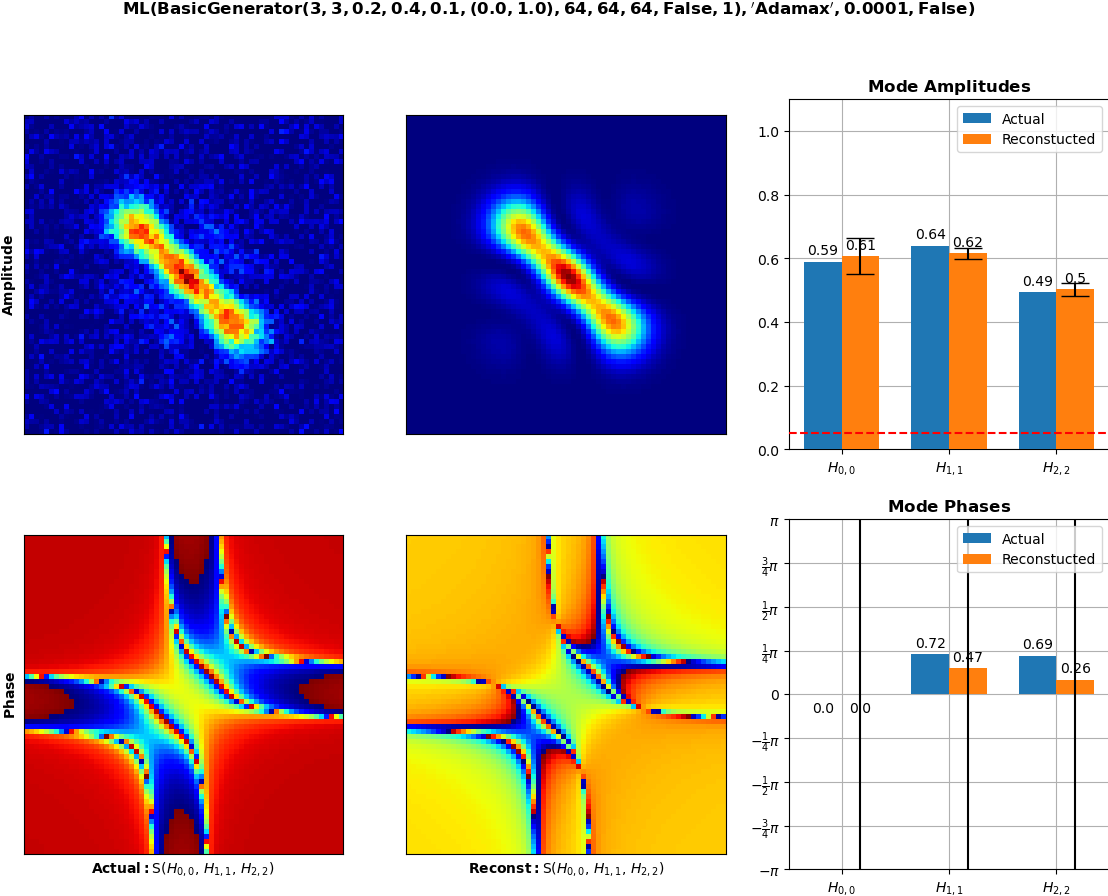 ML(BasicGenerator(3, 3, 0.2, 0.4, 0.1, (0.0, 1.0), 64, 64, 64, False, 1), 'Adamax', 0.0001, False)
Amplitude
Mode Amplitudes
Actual
Reconstucted
1.0
0.8
0.6
0.4
0.2
0.0
0.59
0.61
0.64
0.62
0.49
0.5
H0,0
H1,1
H2,2
Phase
Actual: S(H0,0, H1,1, H2,2)
Reconst: S(H0,0, H1,1, H2,2)
Mode Phases
Actual
Reconstucted
π
3/4π
1/2π
1/4π
0
−1/4π
−1/2π
−3/4π
−π
0.0
0.0
0.72
0.47
0.69
0.26
H0,0
H1,1
H2,2